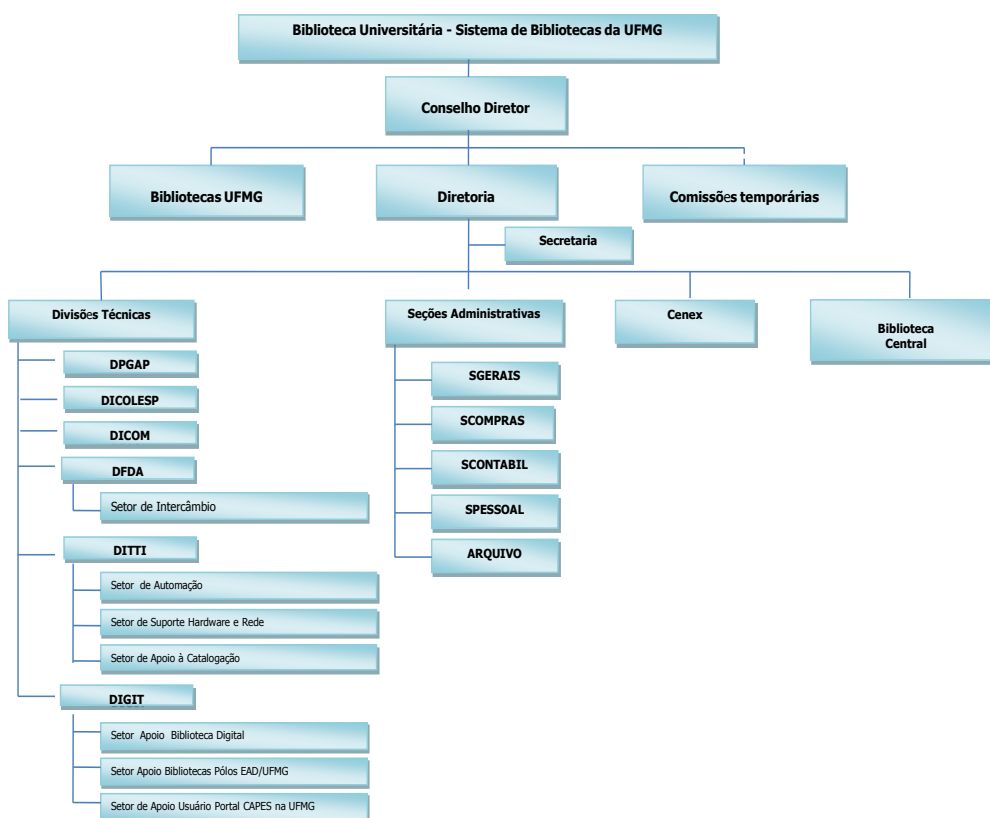 Biblioteca Universitária - Sistema de Bibliotecas da UFMG
Conselho Diretor
Bibliotecas UFMG
Diretoria
Comissões temporárias
Secretaria
Divisões Técnicas
Seções Administrativas
Cenex
Biblioteca
Central
DPGAP
DICOLESP
DICOM
DFDA
Setor de Intercâmbio
DITTI
Setor de Automação
Setor de Suporte Hardware e Rede
Setor de Apoio à Catalogação
DIGIT
Setor Apoio Biblioteca Digital
Setor Apoio Bibliotecas Pólos EAD/UFMG
Setor de Apoio Usuário Portal CAPES na UFMG
SGERAIS
SCOMPRAS
SCONTABIL
SPESSOAL
ARQUIVO